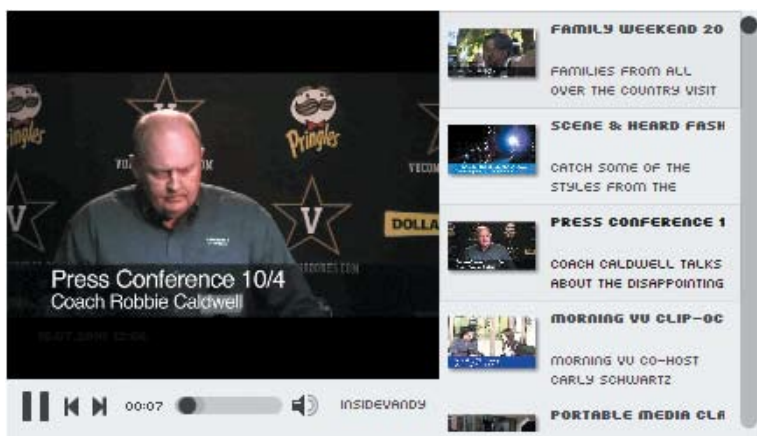 Pringles
DOLLA
Press Conference 10/4
Coach Robbie Caldwell
00:07
INSIDEVANDY
FAMILY WEEKEND 20
FAMILIES FROM ALL
OVER THE COUNTRY VISIT
SCENE & HEARD FASH
CATCH SOME OF THE
STYLES FROM THE
PRESS CONFERENCE 1
COACH CALDWELL TALKS
ABOUT THE DISAPPOINTING
MORNING VU CLIP-OC
MORNING VU CO-HOST
CARLY SCHWARTZ
PORTABLE MEDIA CLA